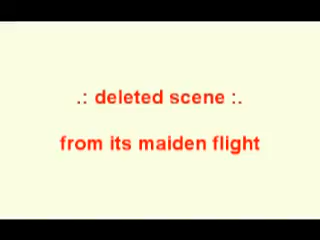 .: deleted scene :.
from its maiden flight